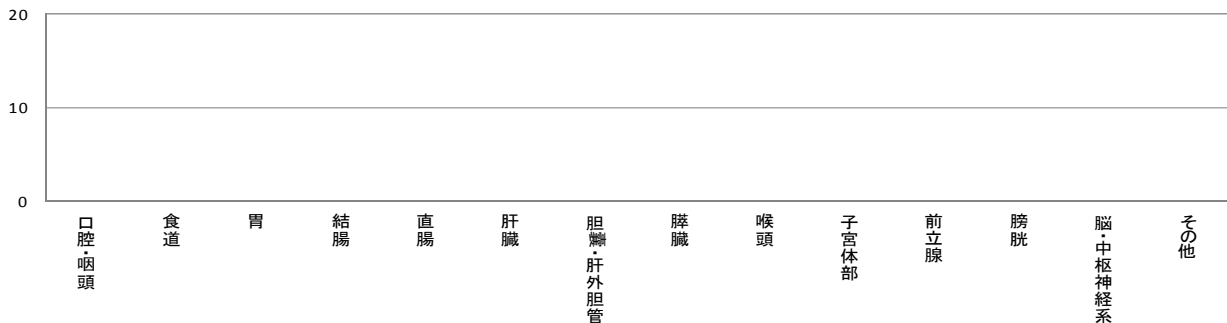 20
10
0
口腔・咽頭
食道
胃
結腸
直腸
肝臓
胆嚢・肝外胆管
膵臓
喉頭
子宮体部
前立腺
膀胱
脳・中枢神経系
その他